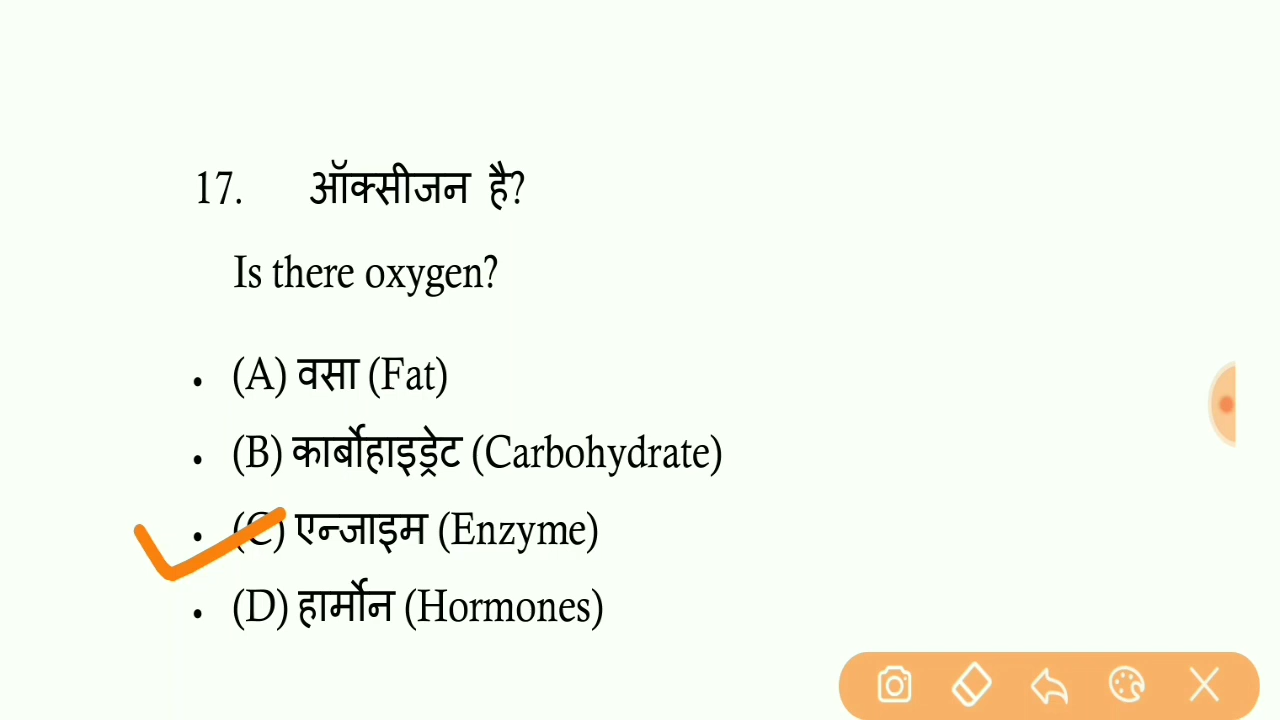 17. ऑक्सीजन है?
Is there oxygen?
• (A) वसा (Fat)
• (B) कार्बोहाइड्रेट (Carbohydrate)
• (C) एन्जाइम (Enzyme)
• (D) हार्मोन (Hormones)